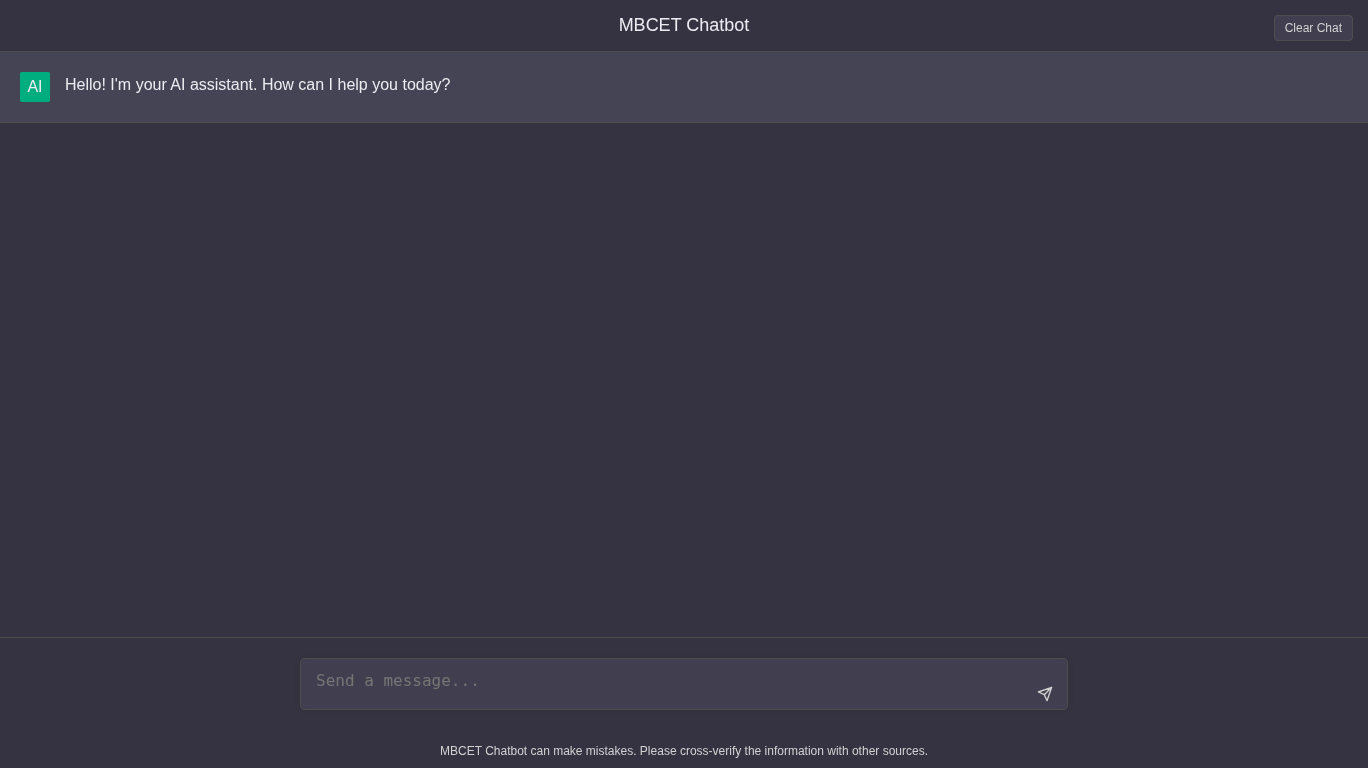 MBCET Chatbot
Clear Chat
AI
Hello! I'm your AI assistant. How can I help you today?
Send a message...
MBCET Chatbot can make mistakes. Please cross-verify the information with other sources.